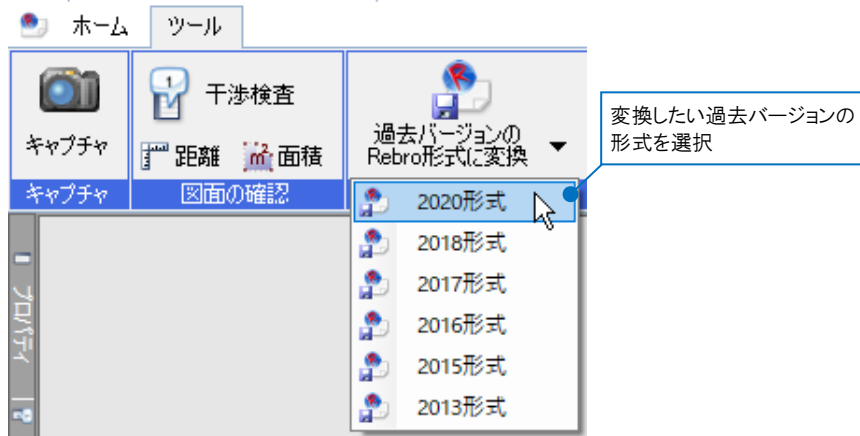 ホーム ツール
キャプチャ
キャプチャ
1
干渉検査
距離
m²
面積
図面の確認
R
過去バージョンの
Rebro形式に変換
変換したい過去バージョンの
形式を選択
2020形式
2018形式
2017形式
2016形式
2015形式
2013形式
プロパティ